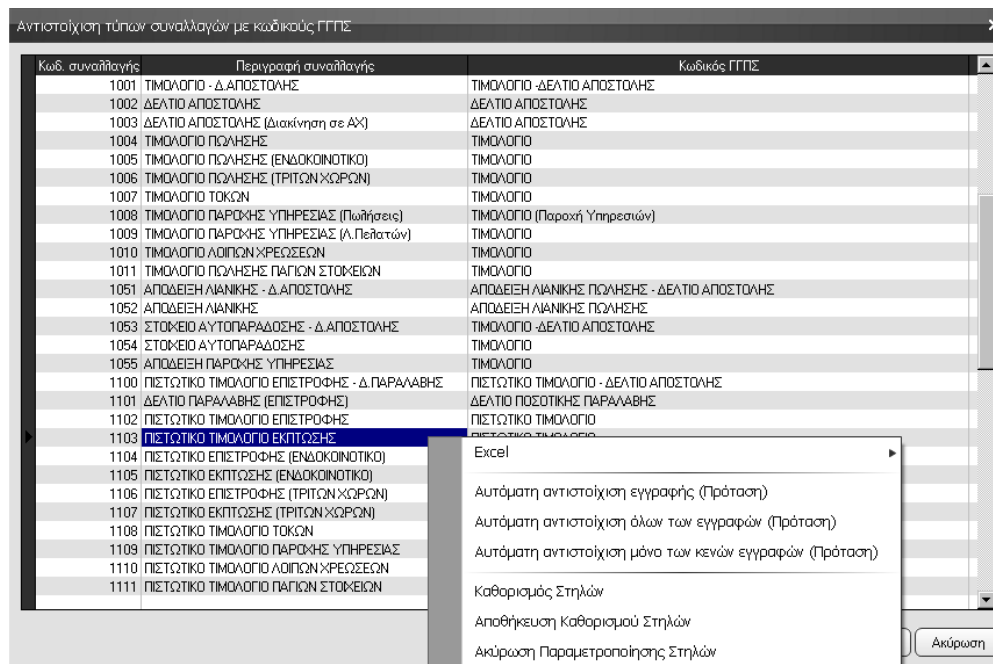 Αντιστοίχιση τύπων συναλλαγών με κωδικούς ΓΓΠΣ
Κωδ. συναλλαγής Περιγραφή συναλλαγής Κωδικός ΓΓΠΣ
1001 ΤΙΜΟΛΟΓΙΟ - Δ.ΑΠΟΣΤΟΛΗΣ ΤΙΜΟΛΟΓΙΟ -ΔΕΛΤΙΟ ΑΠΟΣΤΟΛΗΣ
1002 ΔΕΛΤΙΟ ΑΠΟΣΤΟΛΗΣ ΔΕΛΤΙΟ ΑΠΟΣΤΟΛΗΣ
1003 ΔΕΛΤΙΟ ΑΠΟΣΤΟΛΗΣ (Διακίνηση σε ΑΧ) ΔΕΛΤΙΟ ΑΠΟΣΤΟΛΗΣ
1004 ΤΙΜΟΛΟΓΙΟ ΠΩΛΗΣΗΣ ΤΙΜΟΛΟΓΙΟ
1005 ΤΙΜΟΛΟΓΙΟ ΠΩΛΗΣΗΣ (ΕΝΔΟΚΟΙΝΟΤΙΚΟ) ΤΙΜΟΛΟΓΙΟ
1006 ΤΙΜΟΛΟΓΙΟ ΠΩΛΗΣΗΣ (ΤΡΙΤΩΝ ΧΩΡΩΝ) ΤΙΜΟΛΟΓΙΟ
1007 ΤΙΜΟΛΟΓΙΟ ΤΟΚΩΝ ΤΙΜΟΛΟΓΙΟ
1008 ΤΙΜΟΛΟΓΙΟ ΠΑΡΟΧΗΣ ΥΠΗΡΕΣΙΑΣ (Πωλήσεις) ΤΙΜΟΛΟΓΙΟ (Παροχή Υπηρεσιών)
1009 ΤΙΜΟΛΟΓΙΟ ΠΑΡΟΧΗΣ ΥΠΗΡΕΣΙΑΣ (Λ.Πελατών) ΤΙΜΟΛΟΓΙΟ
1010 ΤΙΜΟΛΟΓΙΟ ΛΟΙΠΩΝ ΧΡΕΩΣΕΩΝ ΤΙΜΟΛΟΓΙΟ
1011 ΤΙΜΟΛΟΓΙΟ ΠΩΛΗΣΗΣ ΠΑΓΙΩΝ ΣΤΟΙΧΕΙΩΝ ΤΙΜΟΛΟΓΙΟ
1051 ΑΠΟΔΕΙΞΗ ΛΙΑΝΙΚΗΣ - Δ.ΑΠΟΣΤΟΛΗΣ ΑΠΟΔΕΙΞΗ ΛΙΑΝΙΚΗΣ ΠΩΛΗΣΗΣ - ΔΕΛΤΙΟ ΑΠΟΣΤΟΛΗΣ
1052 ΑΠΟΔΕΙΞΗ ΛΙΑΝΙΚΗΣ ΑΠΟΔΕΙΞΗ ΛΙΑΝΙΚΗΣ ΠΩΛΗΣΗΣ
1053 ΣΤΟΙΧΕΙΟ ΑΥΤΟΠΑΡΑΔΟΣΗΣ - Δ.ΑΠΟΣΤΟΛΗΣ ΤΙΜΟΛΟΓΙΟ -ΔΕΛΤΙΟ ΑΠΟΣΤΟΛΗΣ
1054 ΣΤΟΙΧΕΙΟ ΑΥΤΟΠΑΡΑΔΟΣΗΣ ΤΙΜΟΛΟΓΙΟ
1055 ΑΠΟΔΕΙΞΗ ΠΑΡΟΧΗΣ ΥΠΗΡΕΣΙΑΣ ΤΙΜΟΛΟΓΙΟ
1100 ΠΙΣΤΩΤΙΚΟ ΤΙΜΟΛΟΓΙΟ ΕΠΙΣΤΡΟΦΗΣ - Δ.ΠΑΡΑΛΑΒΗΣ ΠΙΣΤΩΤΙΚΟ ΤΙΜΟΛΟΓΙΟ - ΔΕΛΤΙΟ ΑΠΟΣΤΟΛΗΣ
1101 ΔΕΛΤΙΟ ΠΑΡΑΛΑΒΗΣ (ΕΠΙΣΤΡΟΦΗΣ) ΔΕΛΤΙΟ ΠΟΣΟΤΙΚΗΣ ΠΑΡΑΛΑΒΗΣ
1102 ΠΙΣΤΩΤΙΚΟ ΤΙΜΟΛΟΓΙΟ ΕΠΙΣΤΡΟΦΗΣ ΠΙΣΤΩΤΙΚΟ ΤΙΜΟΛΟΓΙΟ
1103 ΠΙΣΤΩΤΙΚΟ ΤΙΜΟΛΟΓΙΟ ΕΚΠΤΩΣΗΣ ΠΙΣΤΩΤΙΚΟ ΤΙΜΟΛΟΓΙΟ
1104 ΠΙΣΤΩΤΙΚΟ ΕΠΙΣΤΡΟΦΗΣ (ΕΝΔΟΚΟΙΝΟΤΙΚΟ)
1105 ΠΙΣΤΩΤΙΚΟ ΕΚΠΤΩΣΗΣ (ΕΝΔΟΚΟΙΝΟΤΙΚΟ)
1106 ΠΙΣΤΩΤΙΚΟ ΕΠΙΣΤΡΟΦΗΣ (ΤΡΙΤΩΝ ΧΩΡΩΝ)
1107 ΠΙΣΤΩΤΙΚΟ ΕΚΠΤΩΣΗΣ (ΤΡΙΤΩΝ ΧΩΡΩΝ)
1108 ΠΙΣΤΩΤΙΚΟ ΤΙΜΟΛΟΓΙΟ ΤΟΚΩΝ
1109 ΠΙΣΤΩΤΙΚΟ ΤΙΜΟΛΟΓΙΟ ΠΑΡΟΧΗΣ ΥΠΗΡΕΣΙΑΣ
1110 ΠΙΣΤΩΤΙΚΟ ΤΙΜΟΛΟΓΙΟ ΛΟΙΠΩΝ ΧΡΕΩΣΕΩΝ
1111 ΠΙΣΤΩΤΙΚΟ ΤΙΜΟΛΟΓΙΟ ΠΑΓΙΩΝ ΣΤΟΙΧΕΙΩΝ
Excel
Αυτόματη αντιστοίχιση εγγραφής (Πρόταση)
Αυτόματη αντιστοίχιση όλων των εγγραφών (Πρόταση)
Αυτόματη αντιστοίχιση μόνο των κενών εγγραφών (Πρόταση)
Καθορισμός Στηλών
Αποθήκευση Καθορισμού Στηλών
Ακύρωση Παραμετροποίησης Στηλών
Ακύρωση